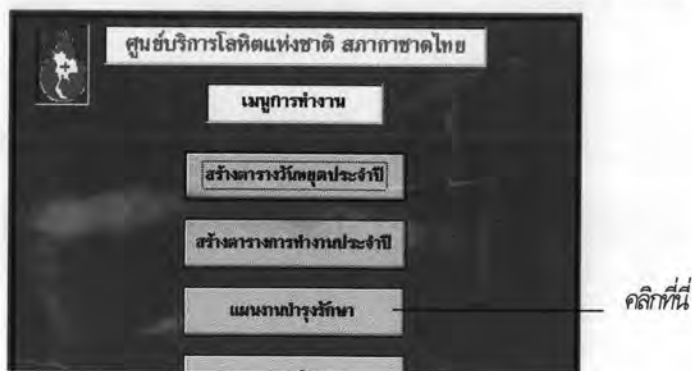 ศูนย์บริการโลหิตแห่งชาติ สภากาชาดไทย
เมนูการทำงาน
สร้างตารางวันหยุดประจำปี
สร้างตารางการทำงานประจำปี
แผนงานบำรุงรักษา
คลิกที่นี่